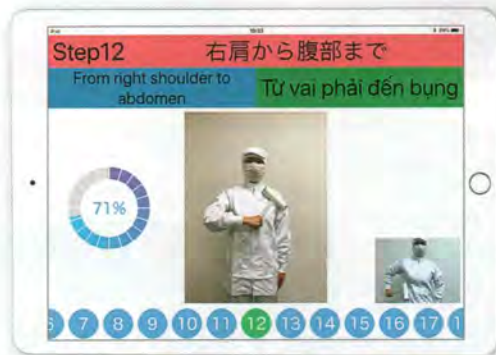 Step12 右肩から腹部まで
From right shoulder to
abdomen
Từ vai phải đến bụng
71%
7 8 9 10 11 12 13 14 15 16 17